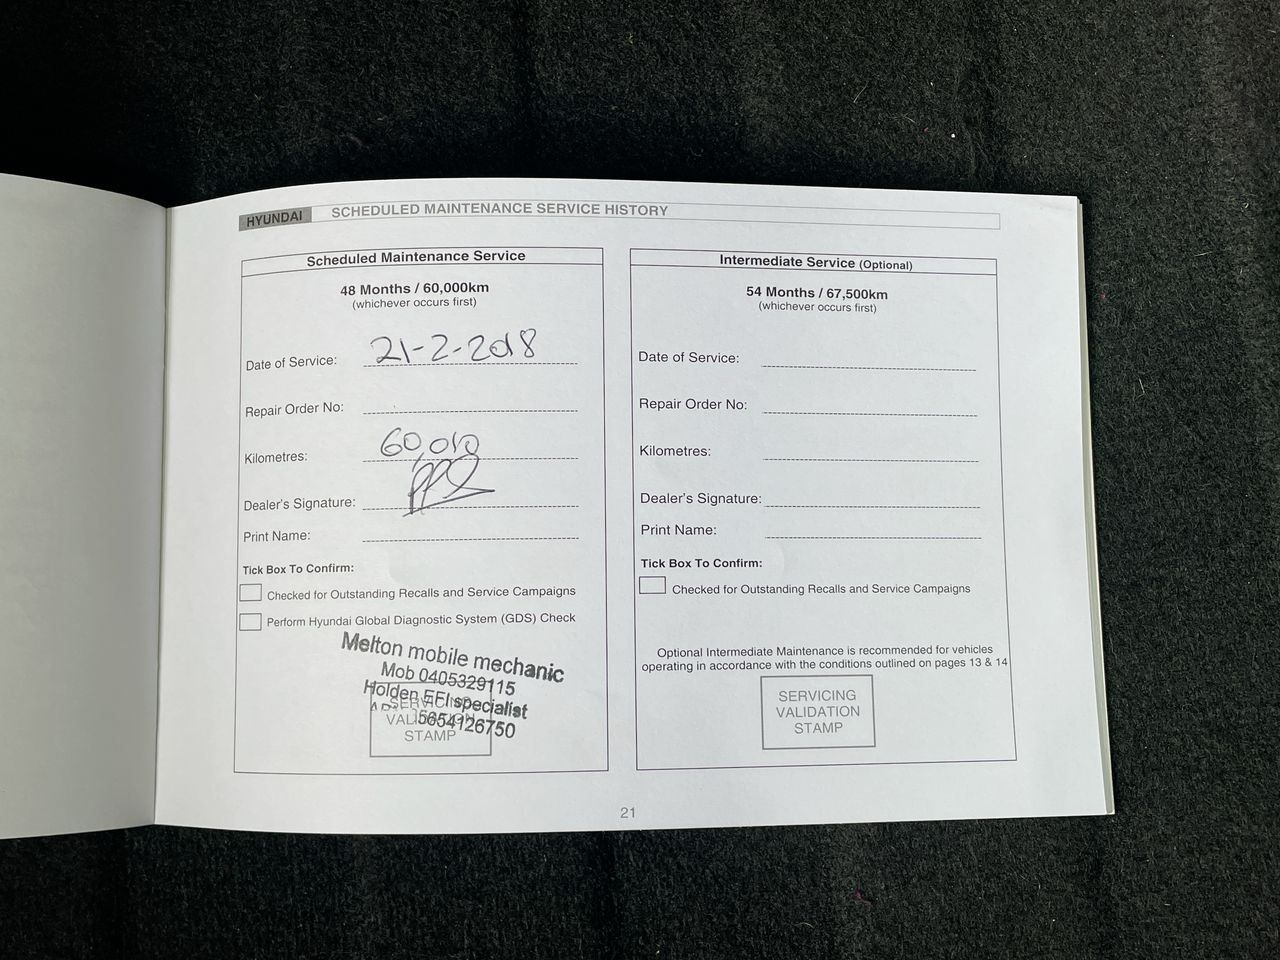 HYUNDAI SCHEDULED MAINTENANCE SERVICE HISTORY
Scheduled Maintenance Service
48 Months / 60,000km
(whichever occurs first)
Date of Service: 21-2-2018
Repair Order No:
Kilometres: 60,010
Dealer's Signature:
Print Name:
Tick Box To Confirm:
Checked for Outstanding Recalls and Service Campaigns
Perform Hyundai Global Diagnostic System (GDS) Check
Melton mobile mechanic
Mob 0405329115
Holden EFI specialist
5654126750
SERVICING
VALIDATION
STAMP
Intermediate Service (Optional)
54 Months / 67,500km
(whichever occurs first)
Date of Service:
Repair Order No:
Kilometres:
Dealer's Signature:
Print Name:
Tick Box To Confirm:
Checked for Outstanding Recalls and Service Campaigns
Optional Intermediate Maintenance is recommended for vehicles
operating in accordance with the conditions outlined on pages 13 & 14
SERVICING
VALIDATION
STAMP
21